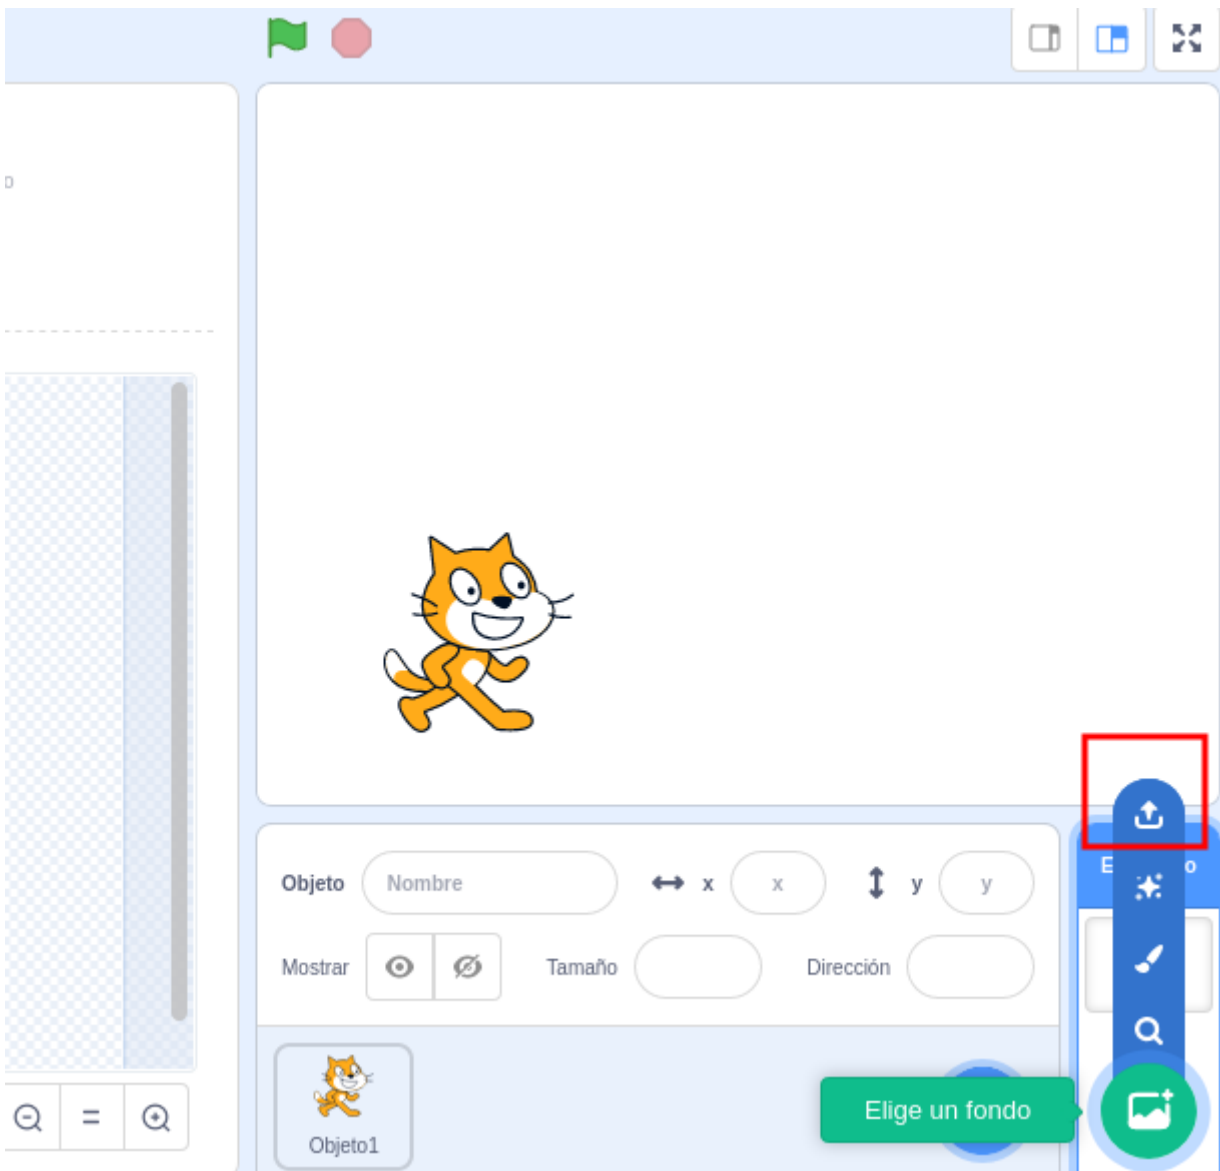 Objeto
Nombre
x
x
y
y
Mostrar
Tamaño
Dirección
Elige un fondo
Objeto1